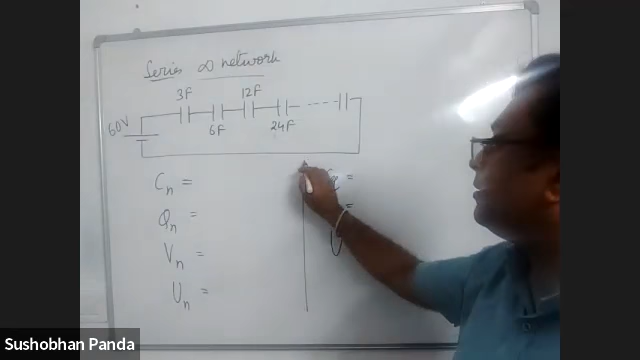 Series ∞ network
3F 12F
60V
6F 24F
Cn =
Qn =
Vn =
Un =
=
=
U
Sushobhan Panda